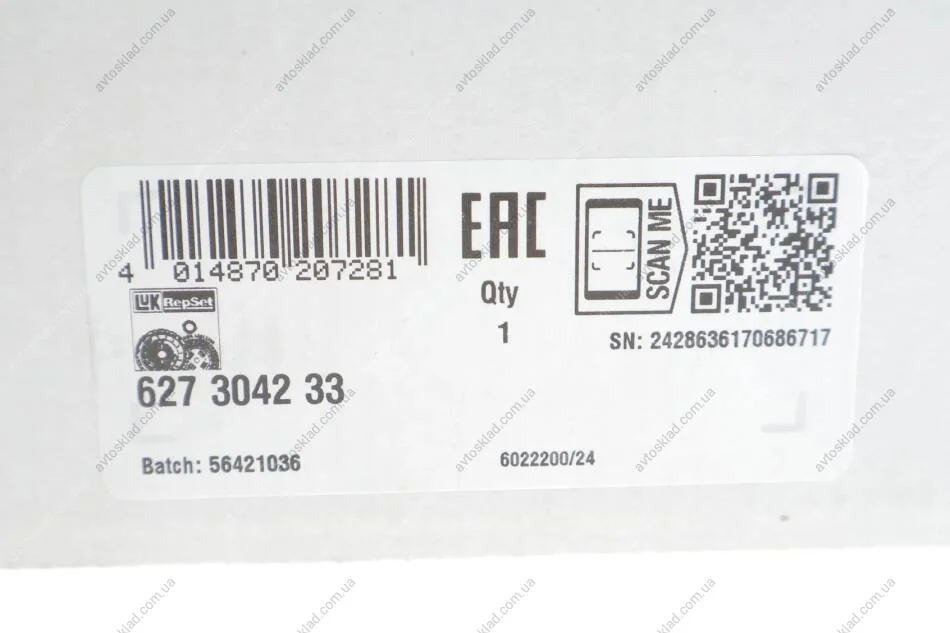 4 014870 207281
EAC
SCAN ME
Qty
1
SN: 2428636170686717
LuK RepSet
627 3042 33
Batch: 56421036
6022200/24
avtosklad.com.ua